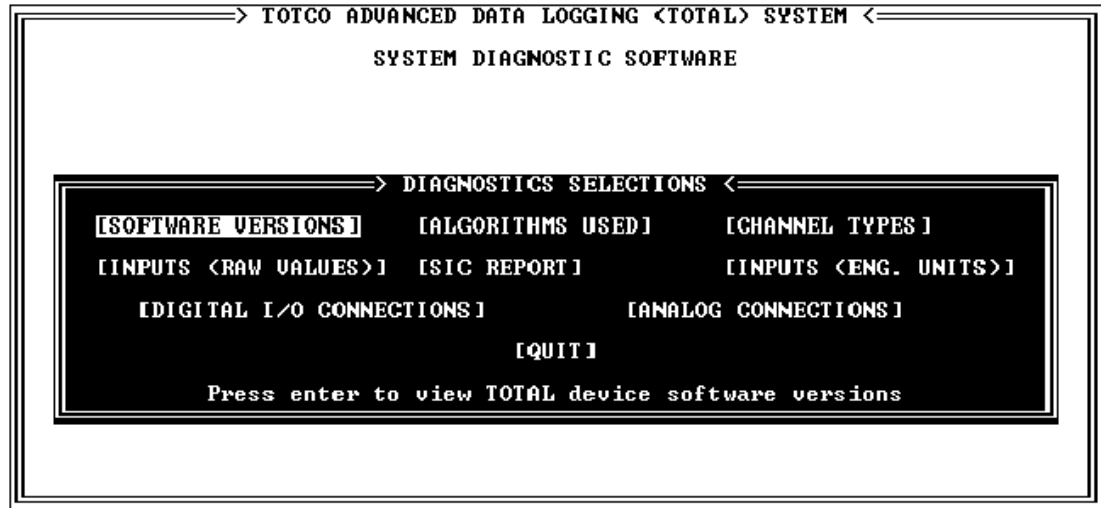 => TOTCO ADVANCED DATA LOGGING (TOTAL) SYSTEM <=
SYSTEM DIAGNOSTIC SOFTWARE
=> DIAGNOSTICS SELECTIONS <=
[SOFTWARE VERSIONS] [ALGORITHMS USED] [CHANNEL TYPES]
[INPUTS (RAW VALUES)] [SIC REPORT] [INPUTS (ENG. UNITS)]
[DIGITAL I/O CONNECTIONS] [ANALOG CONNECTIONS]
[QUIT]
Press enter to view TOTAL device software versions